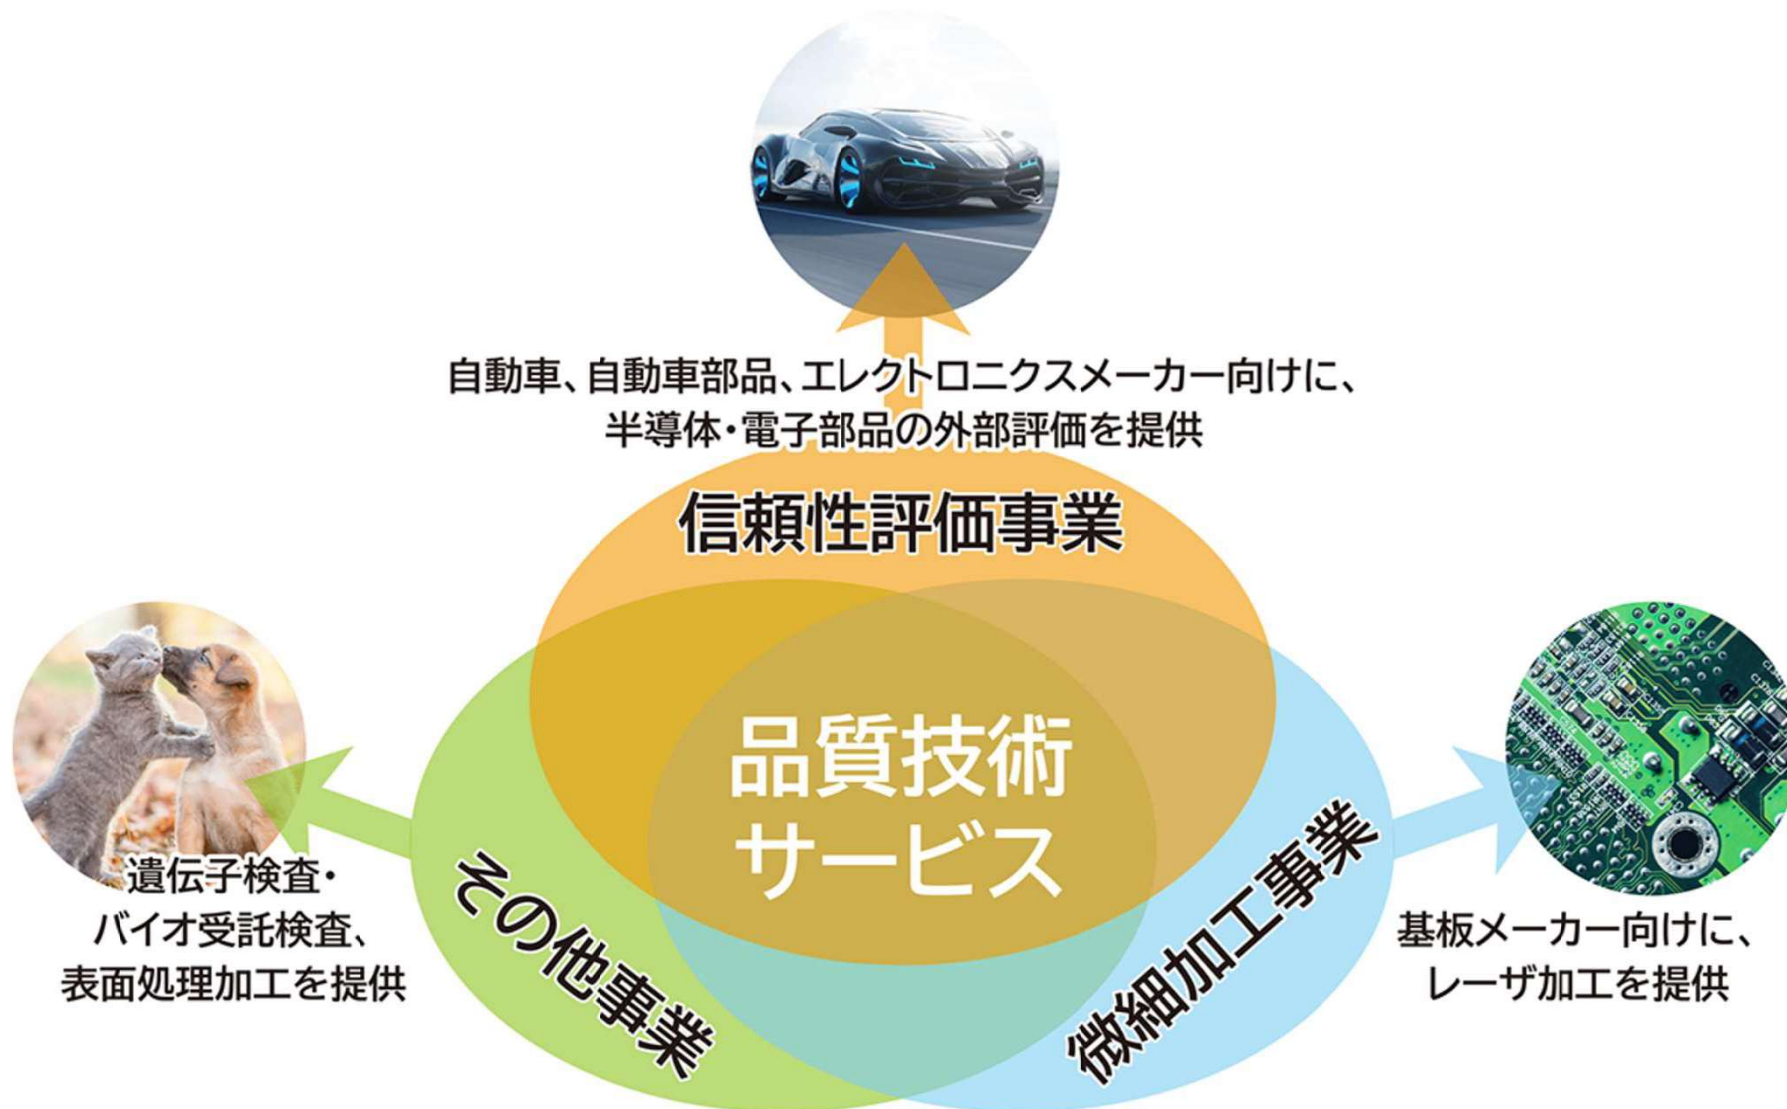 自動車、自動車部品、エレクトロニクスメーカー向けに、
半導体・電子部品の外部評価を提供
信頼性評価事業
品質技術
サービス
その他事業
微細加工事業
遺伝子検査・
バイオ受託検査、
表面処理加工を提供
基板メーカー向けに、
レーザ加工を提供